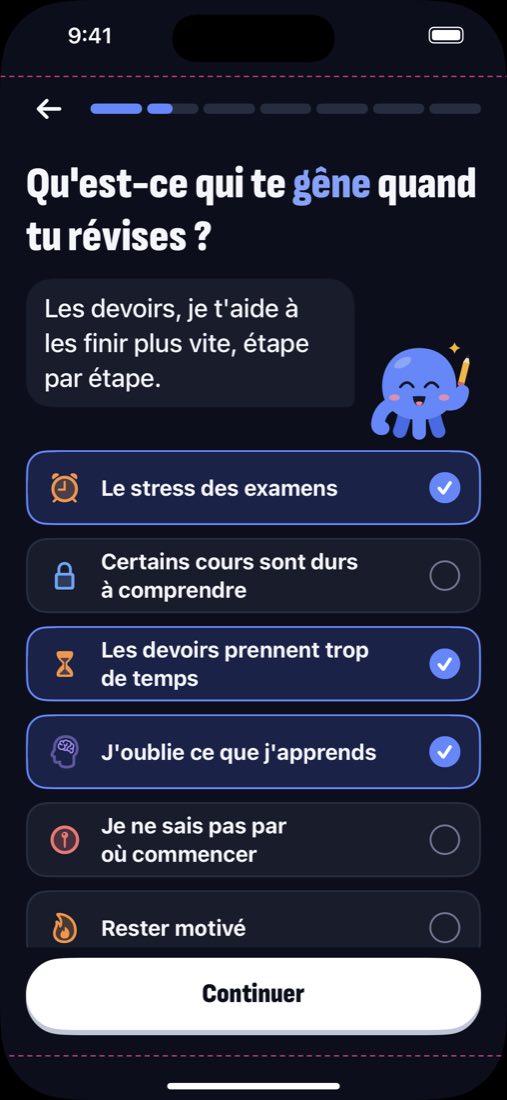 9:41
Qu'est-ce qui te gêne quand
tu révises ?
Les devoirs, je t'aide à
les finir plus vite, étape
par étape.
Le stress des examens
Certains cours sont durs
à comprendre
Les devoirs prennent trop
de temps
J'oublie ce que j'apprends
Je ne sais pas par
où commencer
Rester motivé
Continuer